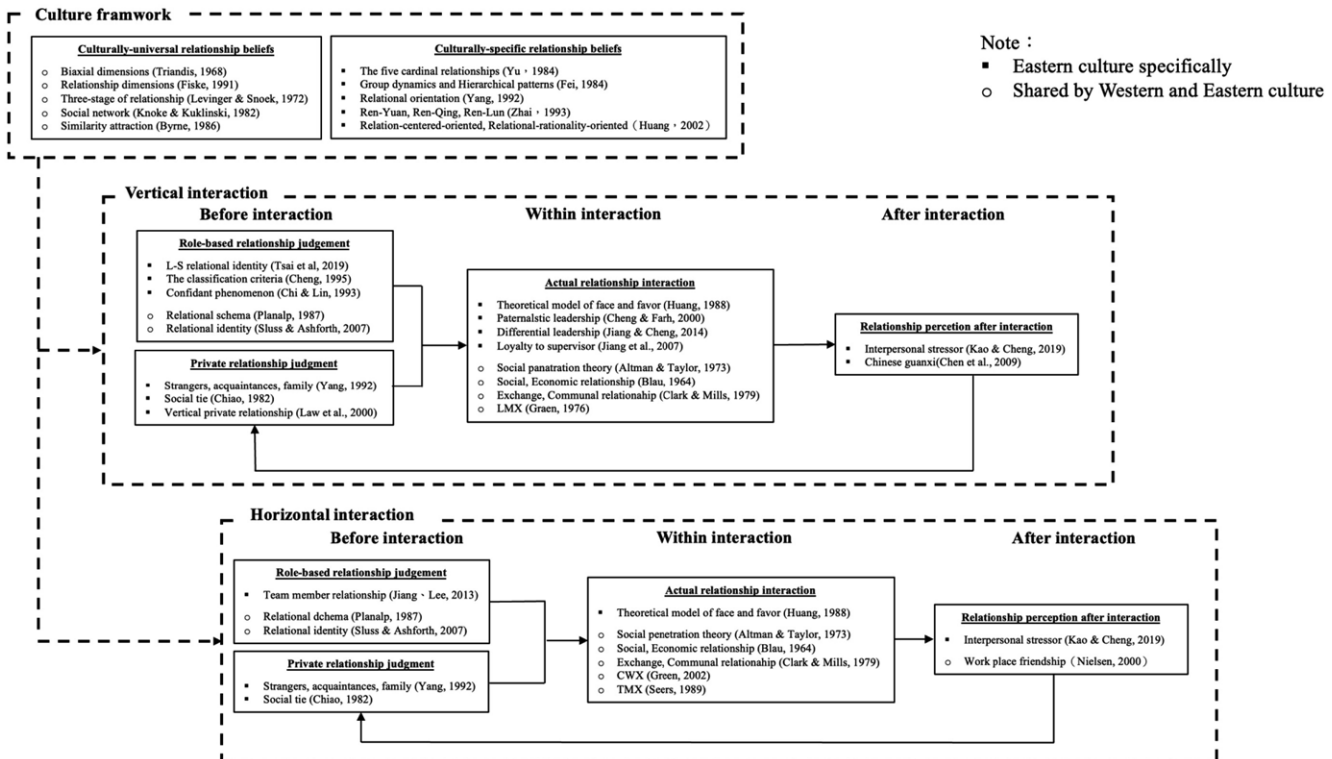 Culture framwork
Culturally-universal relationship beliefs
○ Biaxial dimensions (Triandis, 1968)
○ Relationship dimensions (Fiske, 1991)
○ Three-stage of relationship (Levinger & Snoek, 1972)
○ Social network (Knoke & Kuklinski, 1982)
○ Similarity attraction (Byrne, 1986)
Culturally-specific relationship beliefs
▪ The five cardinal relationships (Yu，1984)
▪ Group dynamics and Hierarchical patterns (Fei, 1984)
▪ Relational orientation (Yang, 1992)
▪ Ren-Yuan, Ren-Qing, Ren-Lun (Zhai，1993)
▪ Relation-centered-oriented, Relational-rationality-oriented（Huang，2002）
Note：
▪ Eastern culture specifically
○ Shared by Western and Eastern culture
Vertical interaction
Before interaction
Within interaction
After interaction
Role-based relationship judgement
▪ L-S relational identity (Tsai et al, 2019)
▪ The classification criteria (Cheng, 1995)
▪ Confidant phenomenon (Chi & Lin, 1993)
○ Relational schema (Planalp, 1987)
○ Relational identity (Sluss & Ashforth, 2007)
Private relationship judgment
▪ Strangers, acquaintances, family (Yang, 1992)
▪ Social tie (Chiao, 1982)
▪ Vertical private relationship (Law et al., 2000)
Actual relationship interaction
▪ Theoretical model of face and favor (Huang, 1988)
▪ Paternalstic leadership (Cheng & Farh, 2000)
▪ Differential leadership (Jiang & Cheng, 2014)
▪ Loyalty to supervisor (Jiang et al., 2007)
○ Social panatration theory (Altman & Taylor, 1973)
○ Social, Economic relationship (Blau, 1964)
○ Exchange, Communal relationahip (Clark & Mills, 1979)
○ LMX (Graen, 1976)
Relationship percetion after interaction
▪ Interpersonal stressor (Kao & Cheng, 2019)
▪ Chinese guanxi(Chen et al., 2009)
Horizontal interaction
Before interaction
Within interaction
After interaction
Role-based relationship judgement
▪ Team member relationship (Jiang、Lee, 2013)
○ Relational dchema (Planalp, 1987)
○ Relational identity (Sluss & Ashforth, 2007)
Private relationship judgment
▪ Strangers, acquaintances, family (Yang, 1992)
▪ Social tie (Chiao, 1982)
Actual relationship interaction
▪ Theoretical model of face and favor (Huang, 1988)
○ Social penetration theory (Altman & Taylor, 1973)
○ Social, Economic relationship (Blau, 1964)
○ Exchange, Communal relationahip (Clark & Mills, 1979)
○ CWX (Green, 2002)
○ TMX (Seers, 1989)
Relationship perception after interaction
▪ Interpersonal stressor (Kao & Cheng, 2019)
○ Work place friendship（Nielsen, 2000）